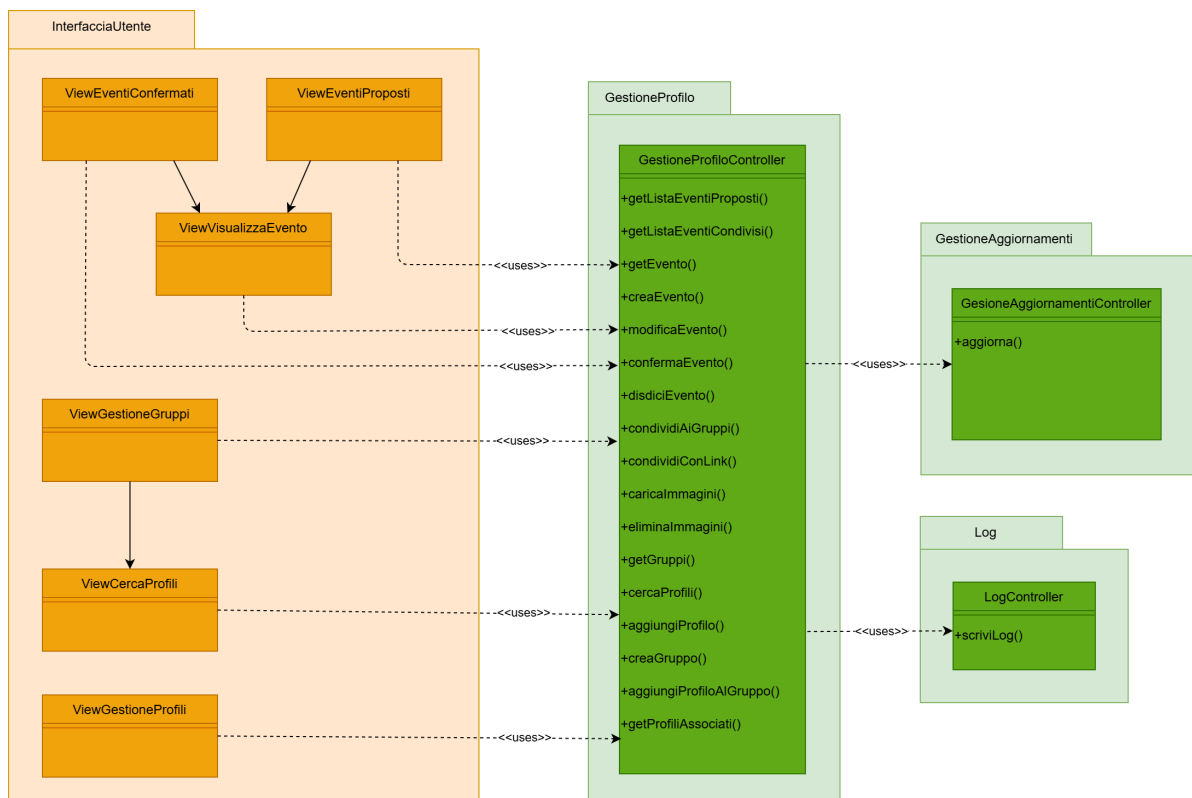 InterfacciaUtente
ViewEventiConfermati
ViewEventiProposti
ViewVisualizzaEvento
ViewGestioneGruppi
ViewCercaProfili
ViewGestioneProfili
<<uses>>
<<uses>>
<<uses>>
<<uses>>
<<uses>>
<<uses>>
GestioneProfilo
GestioneProfiloController
+getListaEventiProposti()
+getListaEventiCondivisi()
+getEvento()
+creaEvento()
+modificaEvento()
+confermaEvento()
+disdiciEvento()
+condividiAiGruppi()
+condividiConLink()
+caricaImmagini()
+eliminaImmagini()
+getGruppi()
+cercaProfili()
+aggiungiProfilo()
+creaGruppo()
+aggiungiProfiloAlGruppo()
+getProfiliAssociati()
<<uses>>
<<uses>>
GestioneAggiornamenti
GesioneAggiornamentiController
+aggiorna()
Log
LogController
+scriviLog()